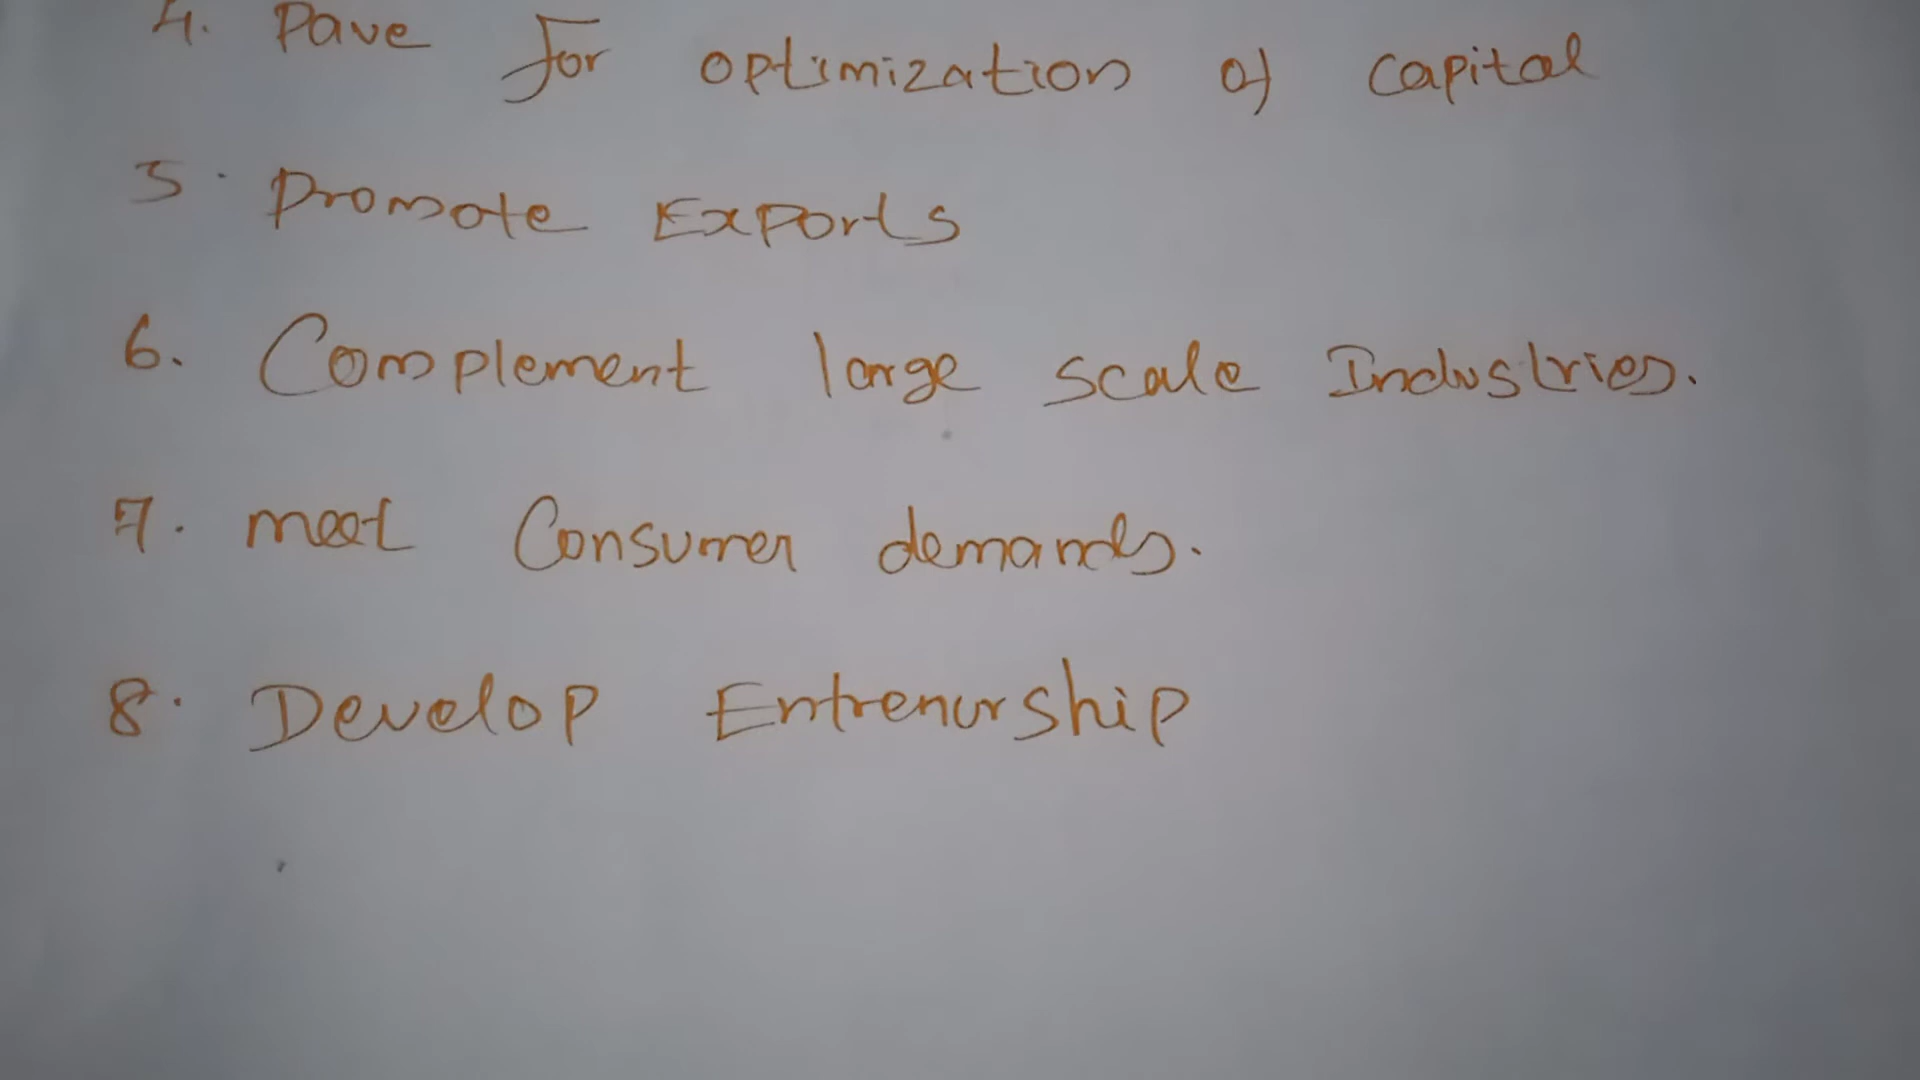 4. Pave for optimization of capital
5. Promote Exports
6. Complement large scale Industries.
7. meet Consumer demands.
8. Develop Entrenurship